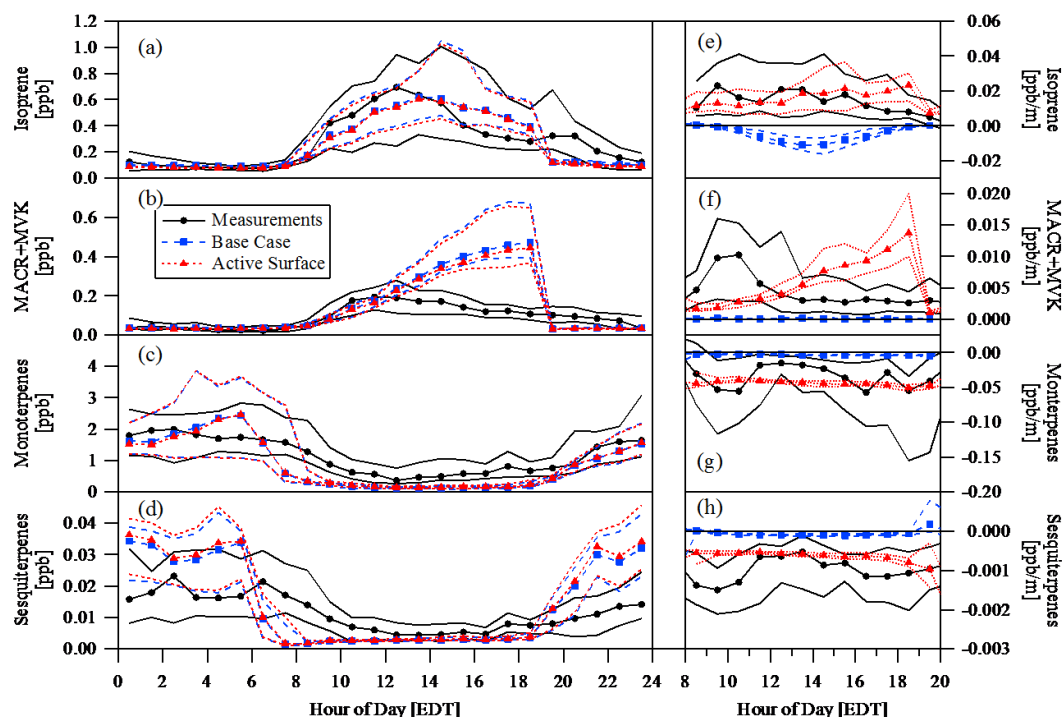 (a)
Isoprene
[ppb]
1.2
1.0
0.8
0.6
0.4
0.2
0.0
(b)
MACR+MVK
[ppb]
0.6
0.4
0.2
0.0
Measurements
Base Case
Active Surface
(c)
Monoterpenes
[ppb]
4
3
2
1
0
(d)
Sesquiterpenes
[ppb]
0.04
0.03
0.02
0.01
0.00
0 2 4 6 8 10 12 14 16 18 20 22 24
Hour of Day [EDT]
(e)
0.06
0.04
0.02
0.00
-0.02
Isoprene
[ppb/m]
(f)
0.020
0.015
0.010
0.005
0.000
MACR+MVK
[ppb/m]
(g)
0.00
-0.05
-0.10
-0.15
-0.20
Monterpenes
[ppb/m]
(h)
0.000
-0.001
-0.002
-0.003
Sesquiterpenes
[ppb/m]
8 10 12 14 16 18 20
Hour of Day [EDT]